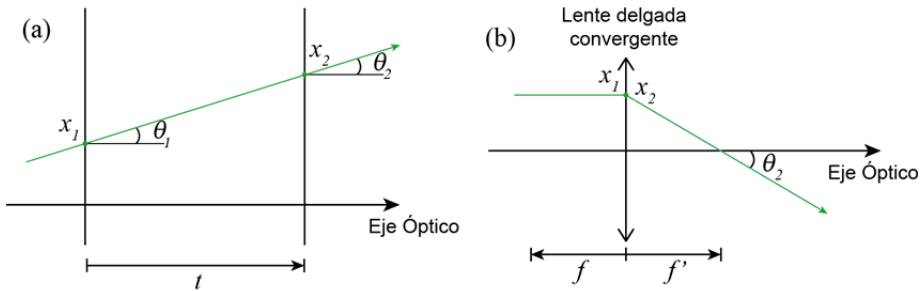 (a)
x₂
θ₂
x₁
θ₁
Eje Óptico
t
(b)
Lente delgada
convergente
x₁ x₂
θ₂
Eje Óptico
f f’